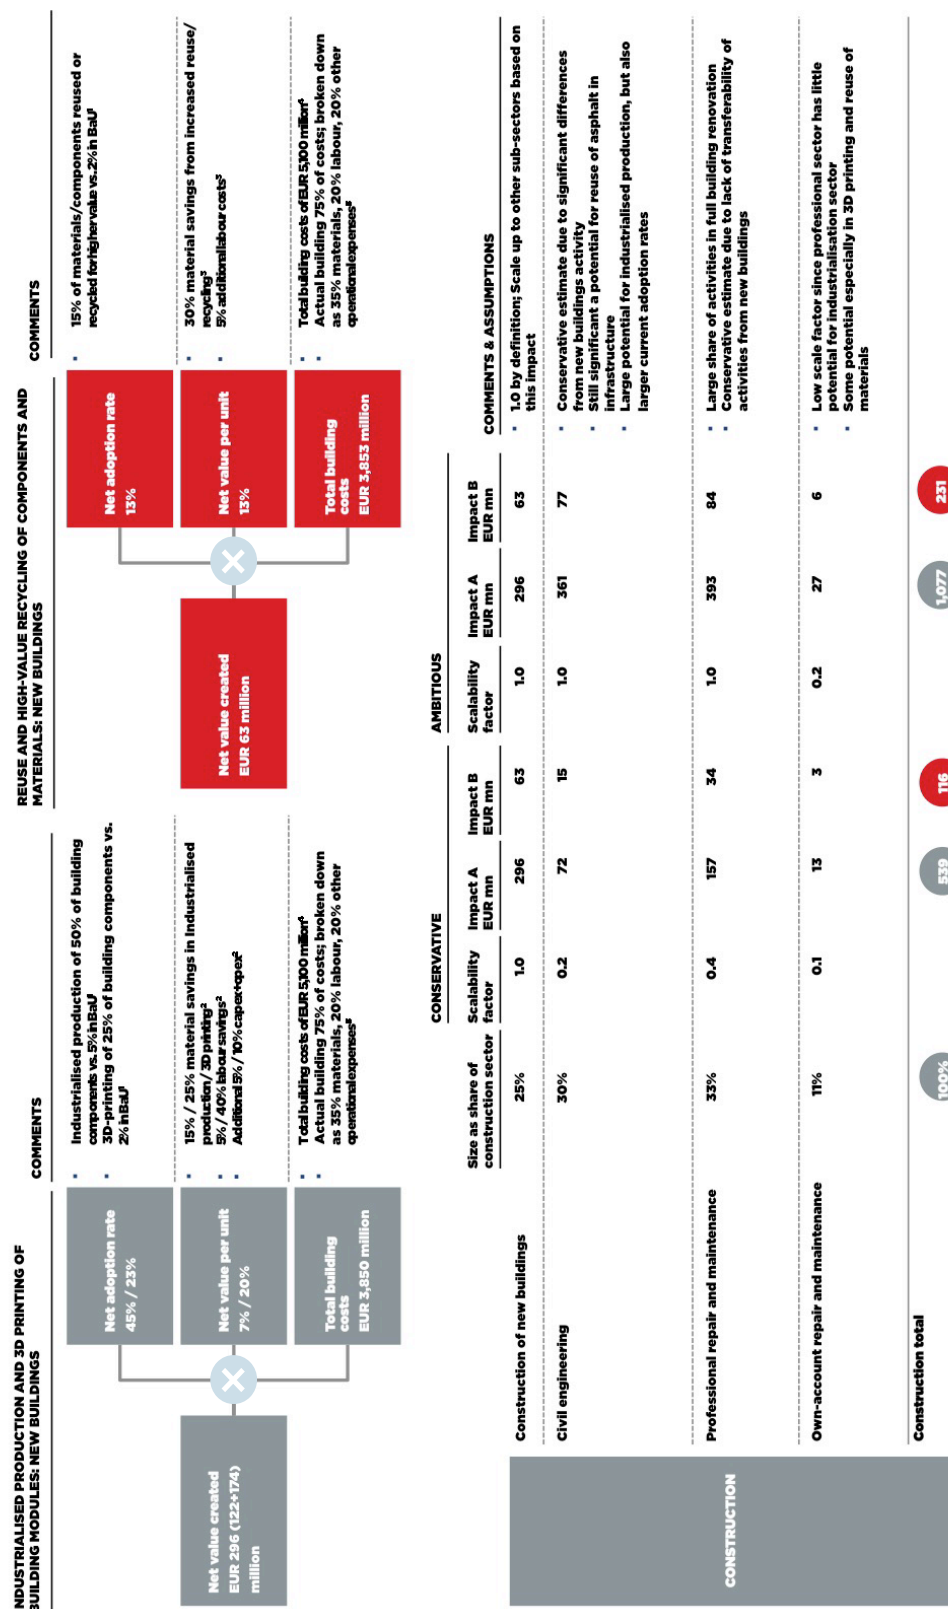 NDUSTRIALISED PRODUCTION AND 3D PRINTING OF
BUILDING MODULES: NEW BUILDINGS
COMMENTS
Net value created
EUR 296 (122+174)
million
Net adoption rate
45% / 23%
Industrialised production of 50% of building
components vs. 5% in BaU¹
3D-printing of 25% of building components vs.
2% in BaU¹
Net value per unit
7% / 20%
15% / 25% material savings in Industrialised
production / 3D printing²
5% / 40% labour savings²
Additional 5% / 10% capex+opex²
Total building
costs
EUR 3,850 million
Total building costs of EUR 5,100 million⁴
Actual building 75% of costs; broken down
as 35% materials, 20% labour, 20% other
operational expenses⁵
REUSE AND HIGH-VALUE RECYCLING OF COMPONENTS AND
MATERIALS: NEW BUILDINGS
COMMENTS
Net value created
EUR 63 million
Net adoption rate
13%
15% of materials/components reused or
recycled for higher value vs. 2% in BaU¹
Net value per unit
13%
30% material savings from increased reuse/
recycling³
5% additional labour costs³
Total building
costs
EUR 3,853 million
Total building costs of EUR 5,100 million⁴
Actual building 75% of costs; broken down
as 35% materials, 20% labour, 20% other
operational expenses⁵
CONSERVATIVE
AMBITIOUS
Size as share of
construction sector
Scalability
factor
Impact A
EUR mn
Impact B
EUR mn
Scalability
factor
Impact A
EUR mn
Impact B
EUR mn
COMMENTS & ASSUMPTIONS
CONSTRUCTION
Construction of new buildings 25% 1.0 296 63 1.0 296 63
1.0 by definition; Scale up to other sub-sectors based on
this impact
Civil engineering 30% 0.2 72 15 1.0 361 77
Conservative estimate due to significant differences
from new buildings activity
Still significant a potential for reuse of asphalt in
infrastructure
Large potential for industrialised production, but also
larger current adoption rates
Professional repair and maintenance 33% 0.4 157 34 1.0 393 84
Large share of activities in full building renovation
Conservative estimate due to lack of transferability of
activities from new buildings
Own-account repair and maintenance 11% 0.1 13 3 0.2 27 6
Low scale factor since professional sector has little
potential for industrialisation sector
Some potential especially in 3D printing and reuse of
materials
Construction total 100% 539 116 1,077 231